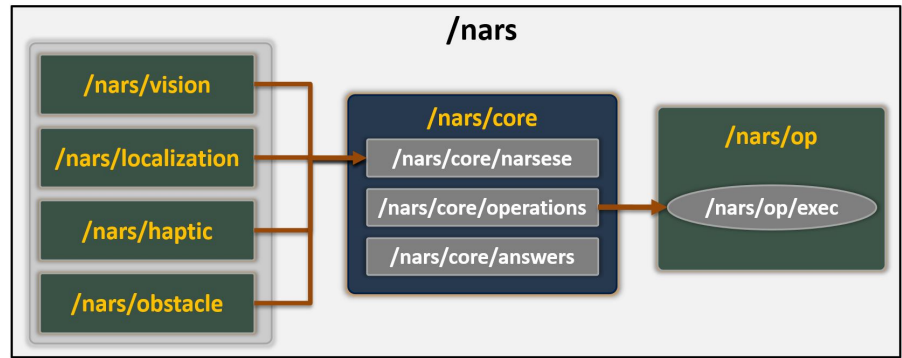 /nars
/nars/vision
/nars/localization
/nars/haptic
/nars/obstacle
/nars/core
/nars/core/narsese
/nars/core/operations
/nars/core/answers
/nars/op
/nars/op/exec